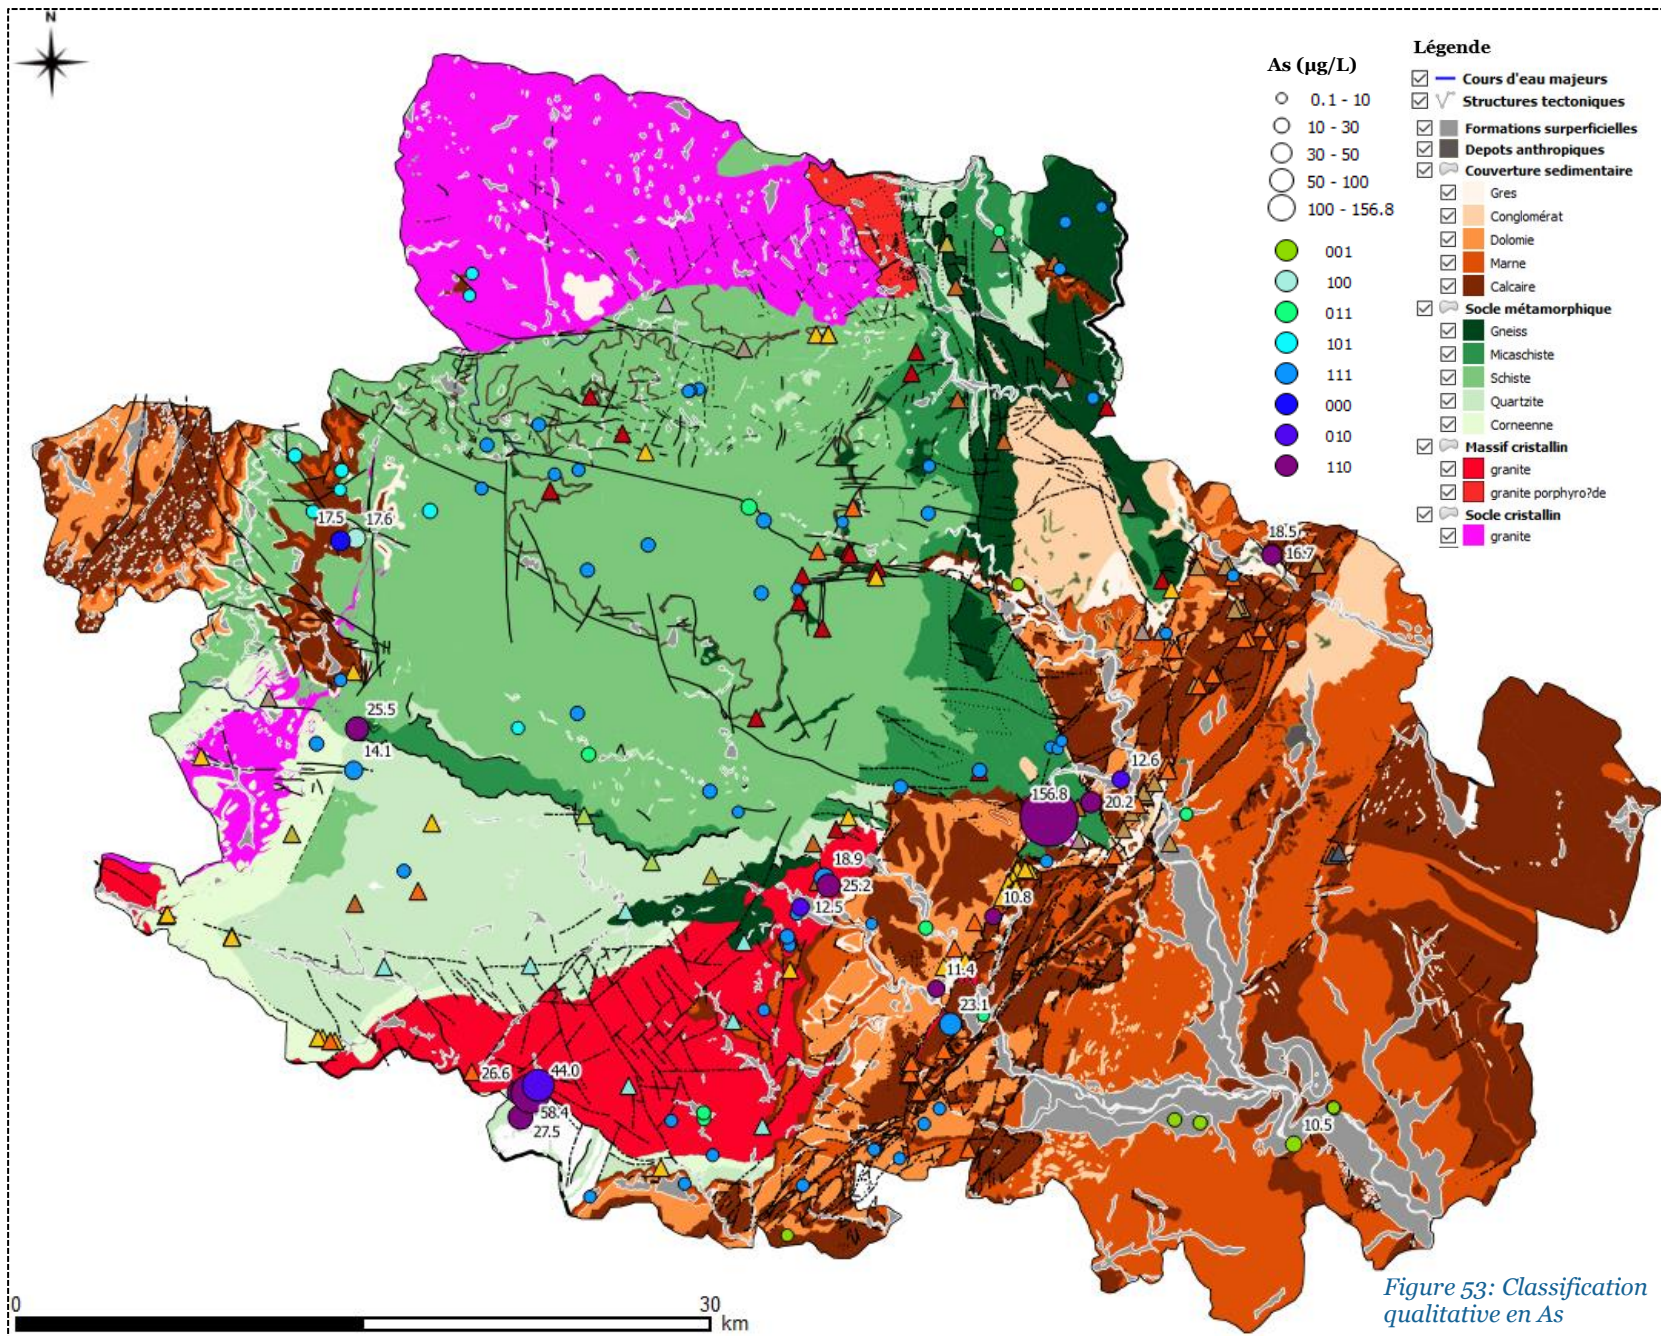 N
As (µg/L)
0.1 - 10
10 - 30
30 - 50
50 - 100
100 - 156.8
001
100
011
101
111
000
010
110
Légende
Cours d'eau majeurs
Structures tectoniques
Formations surperficielles
Depots anthropiques
Couverture sedimentaire
Gres
Conglomérat
Dolomie
Marne
Calcaire
Socle métamorphique
Gneiss
Micaschiste
Schiste
Quartzite
Corneenne
Massif cristallin
granite
granite porphyro?de
Socle cristallin
granite
17.5
17.6
18.5
16.7
25.5
14.1
12.6
156.8
20.2
18.9
25.2
12.5
10.8
11.4
23.1
26.6
44.0
58.4
27.5
10.5
0
30
km
Figure 53: Classification
qualitative en As